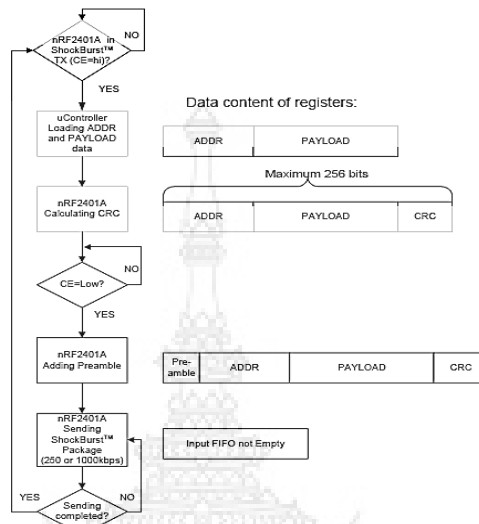 nRF2401A in
ShockBurst™
TX (CE=hi)?
NO
YES
uController
Loading ADDR
and PAYLOAD
data
Data content of registers:
ADDR
PAYLOAD
Maximum 256 bits
nRF2401A
Calculating CRC
ADDR
PAYLOAD
CRC
CE=Low?
NO
YES
nRF2401A
Adding Preamble
Pre-
amble
ADDR
PAYLOAD
CRC
nRF2401A
Sending
ShockBurst™
Package
(250 or 1000kbps)
Input FIFO not Empty
YES
Sending
completed?
NO